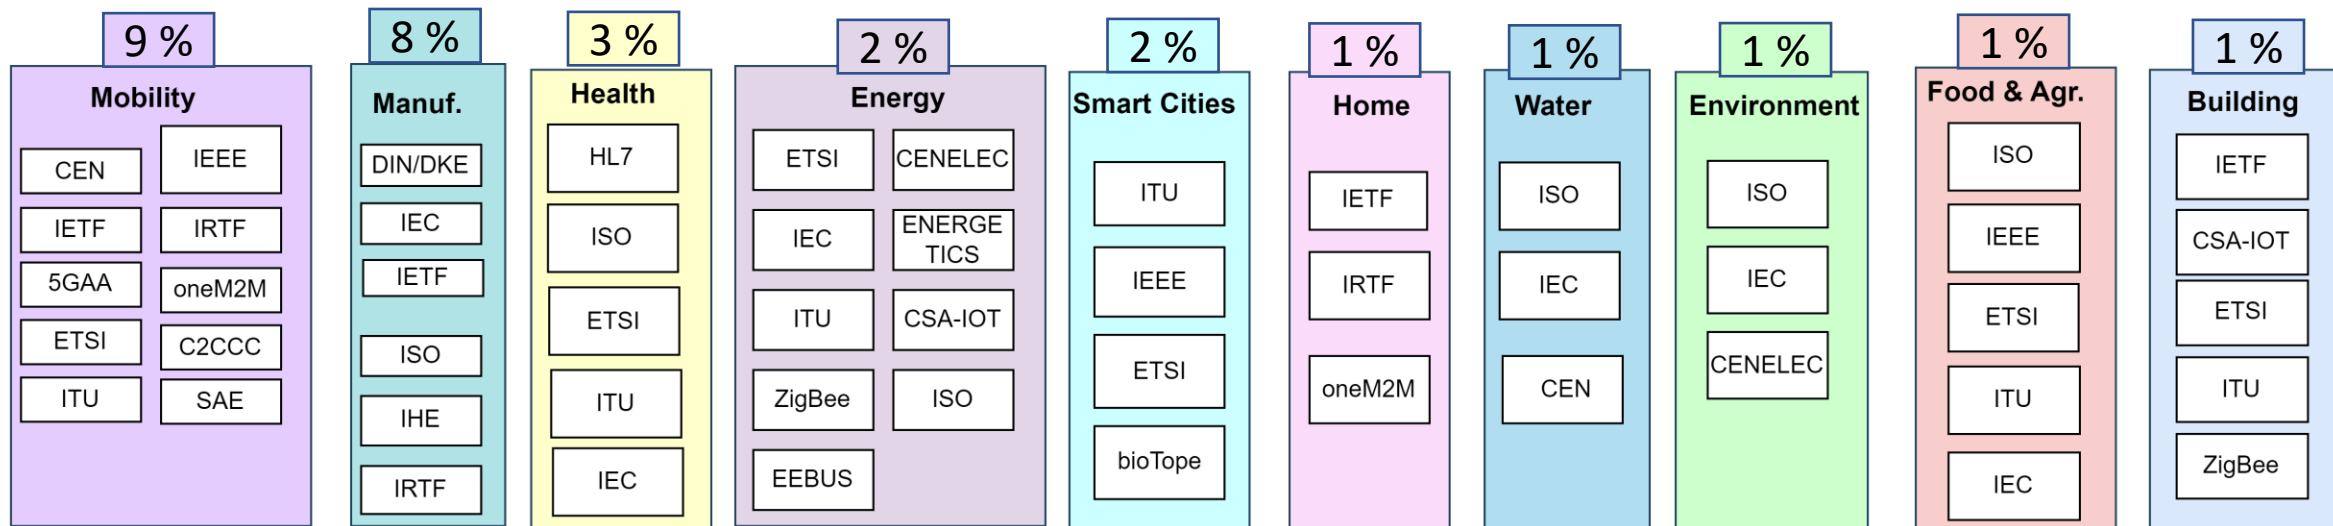 9 %
Mobility
CEN
IEEE
IETF
IRTF
5GAA
oneM2M
ETSI
C2CCC
ITU
SAE
8 %
Manuf.
DIN/DKE
IEC
IETF
ISO
IHE
IRTF
3 %
Health
HL7
ISO
ETSI
ITU
IEC
2 %
Energy
ETSI
CENELEC
IEC
ENERGE
TICS
ITU
CSA-IOT
ZigBee
ISO
EEBUS
2 %
Smart Cities
ITU
IEEE
ETSI
bioTope
1 %
Home
IETF
IRTF
oneM2M
1 %
Water
ISO
IEC
CEN
1 %
Environment
ISO
IEC
CENELEC
1 %
Food & Agr.
ISO
IEEE
ETSI
ITU
IEC
1 %
Building
IETF
CSA-IOT
ETSI
ITU
ZigBee